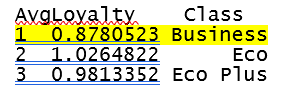 AvgLoyalty Class
1 0.8780523 Business
2 1.0264822 Eco
3 0.9813352 Eco Plus